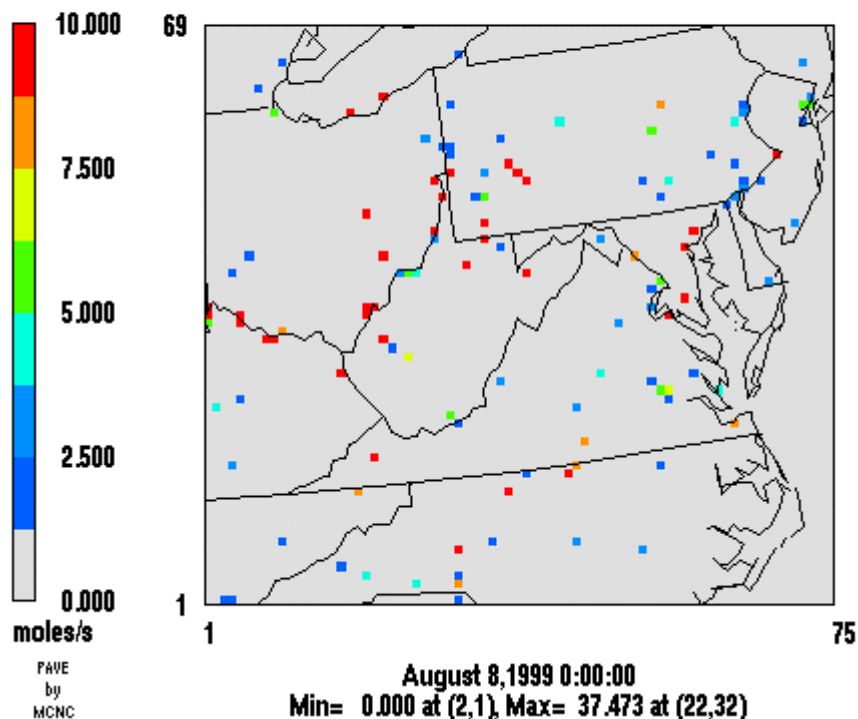 10.000
7.500
5.000
2.500
0.000
moles/s
PAVE
by
MCNC
69
1
1
75
August 8,1999 0:00:00
Min= 0.000 at (2,1), Max= 37.473 at (22,32)